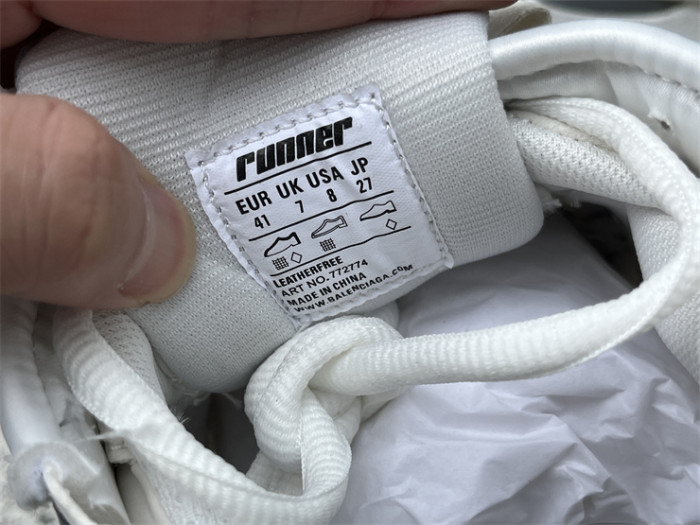 runner
EUR UK USA JP
41 7 8 27
LEATHERFREE
ART NO. 772774
MADE IN CHINA
WWW.BALENCIAGA.COM